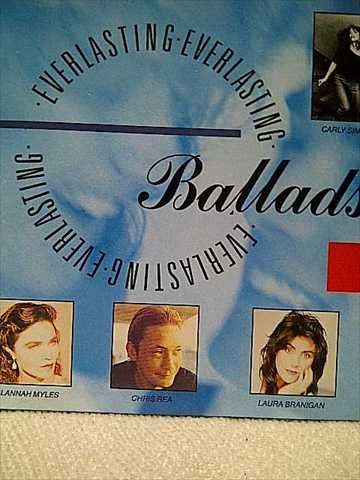 ·EVERLASTING·EVERLASTING·EVERLASTING·EVERLASTING
CARLY SIM
Ballads
LANNAH MYLES
CHRIS REA
LAURA BRANIGAN